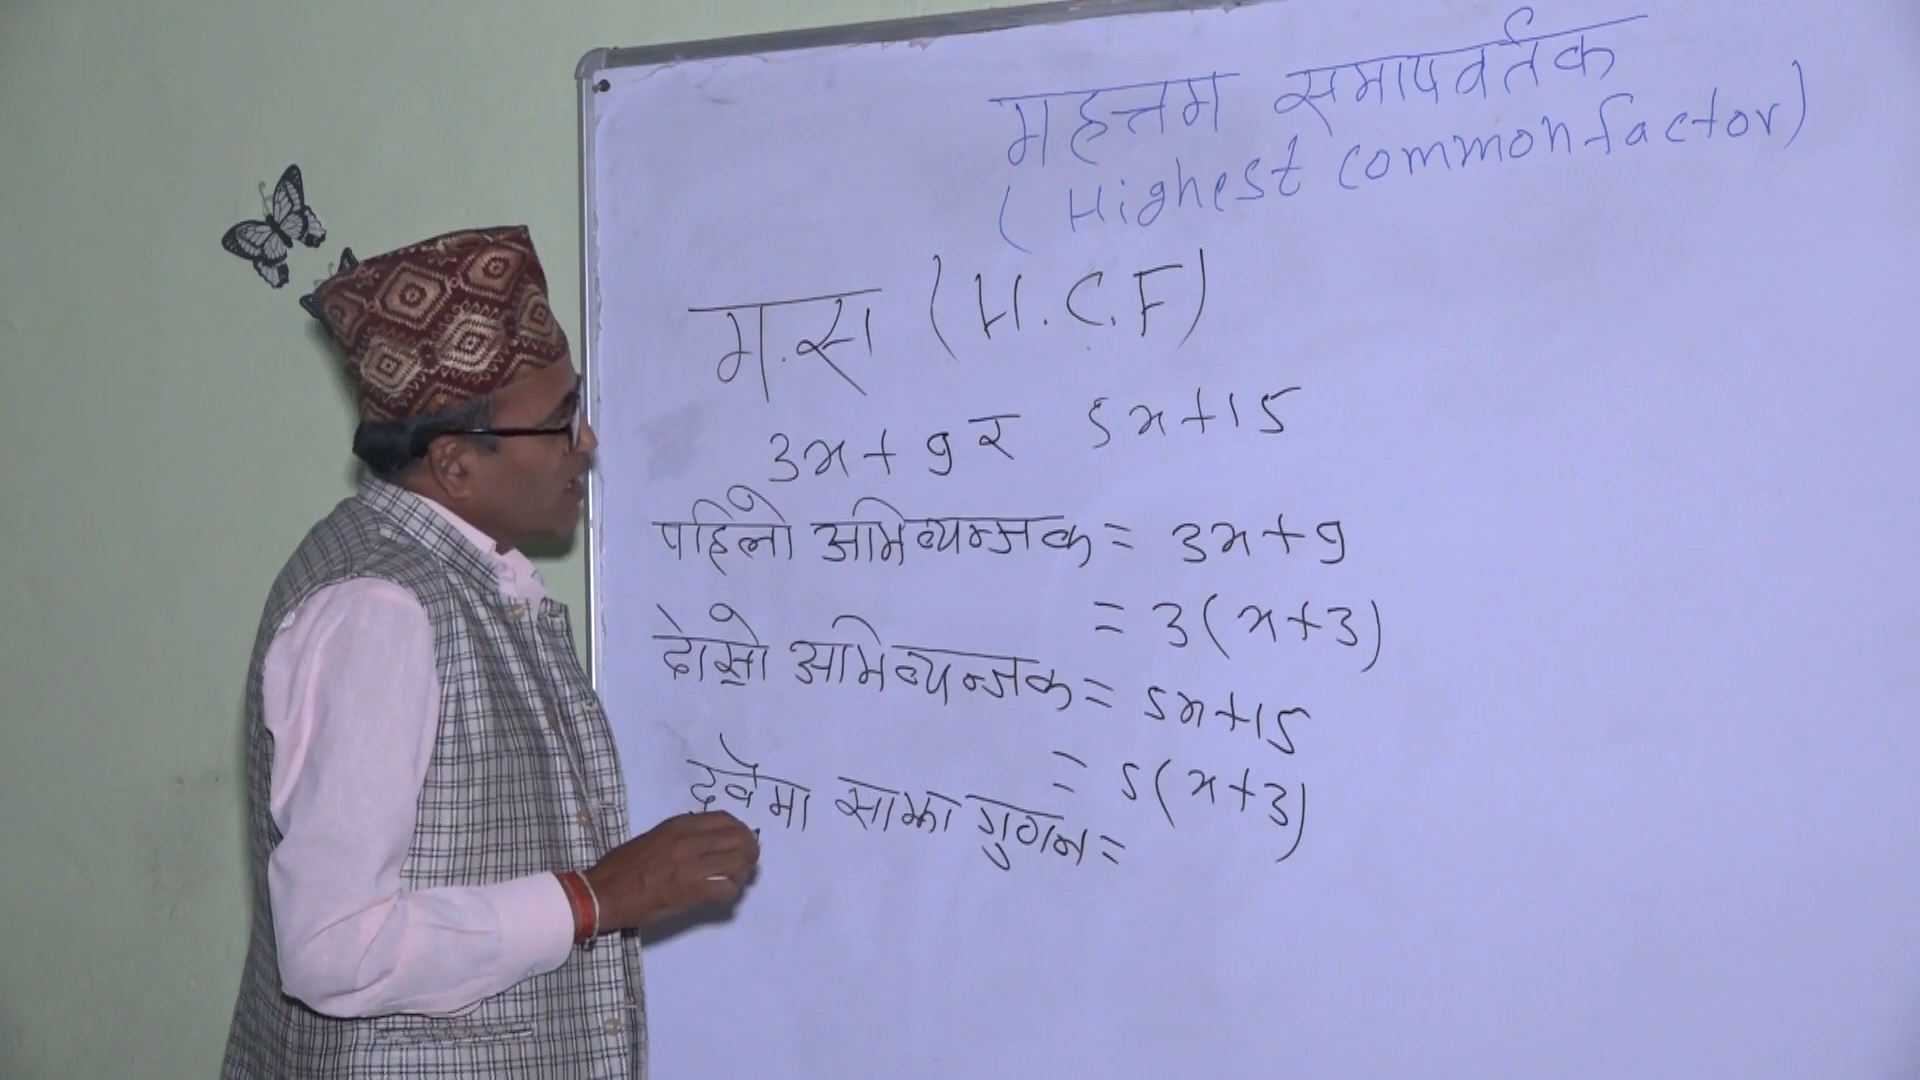 महत्तम समापवर्तक
(Highest common factor)
म.स (H.C.F)
3x+9 र 5x+15
पहिलो अभिव्यन्जक = 3x+9
= 3(x+3)
दोस्रो अभिव्यन्जक = 5x+15
= 5(x+3)
दुवैमा साझा गुणन =